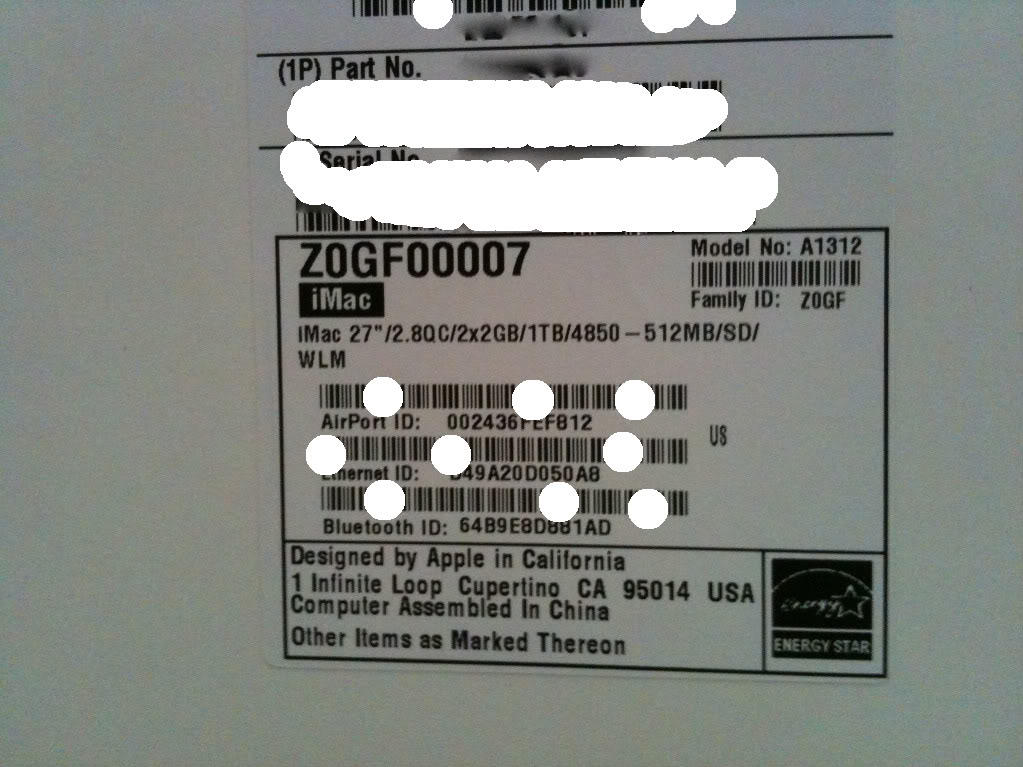 (1P) Part No.
Serial No
Z0GF00007
Model No: A1312
iMac
Family ID: Z0GF
iMac 27"/2.8QC/2x2GB/1TB/4850-512MB/SD/
WLM
AirPort ID: 002436FEF812
US
Ethernet ID: D49A20D050A8
Bluetooth ID: 64B9E8D881AD
Designed by Apple in California
1 Infinite Loop Cupertino CA 95014 USA
Computer Assembled In China
Other Items as Marked Thereon
energy
ENERGY STAR